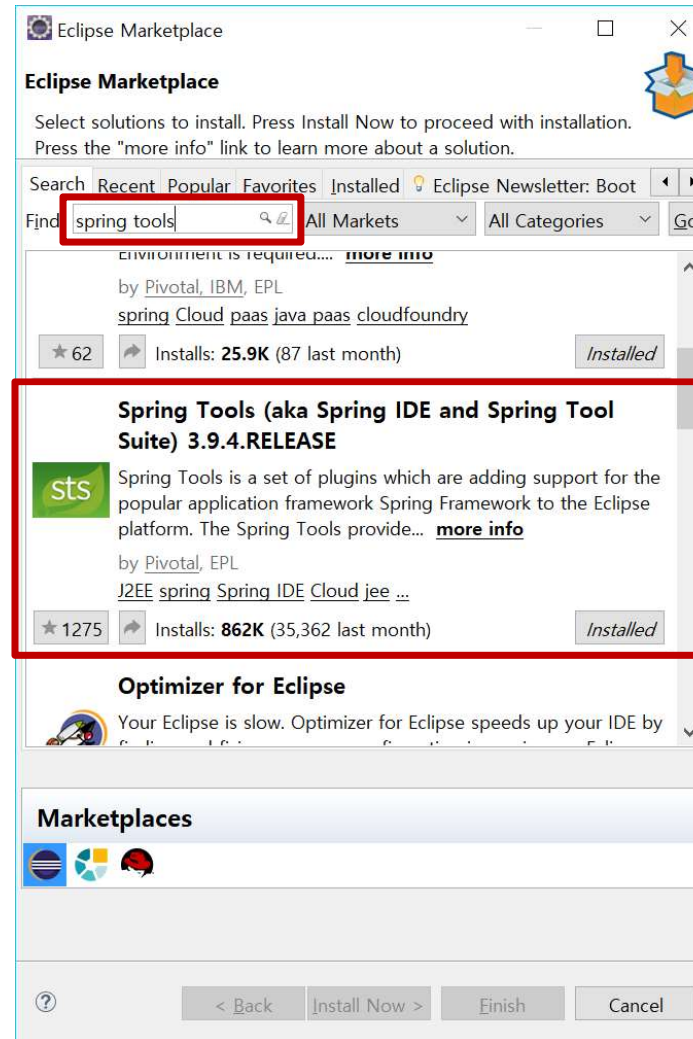 Eclipse Marketplace
Eclipse Marketplace
Select solutions to install. Press Install Now to proceed with installation.
Press the "more info" link to learn more about a solution.
Search Recent Popular Favorites Installed Eclipse Newsletter: Boot
Find spring tools All Markets All Categories Go
Environment is required.... more info
by Pivotal, IBM, EPL
spring Cloud paas java paas cloudfoundry
62 Installs: 25.9K (87 last month) Installed
Spring Tools (aka Spring IDE and Spring Tool
Suite) 3.9.4.RELEASE
sts
Spring Tools is a set of plugins which are adding support for the
popular application framework Spring Framework to the Eclipse
platform. The Spring Tools provide... more info
by Pivotal, EPL
J2EE spring Spring IDE Cloud jee ...
1275 Installs: 862K (35,362 last month) Installed
Optimizer for Eclipse
Your Eclipse is slow. Optimizer for Eclipse speeds up your IDE by
Marketplaces
? < Back Install Now > Finish Cancel